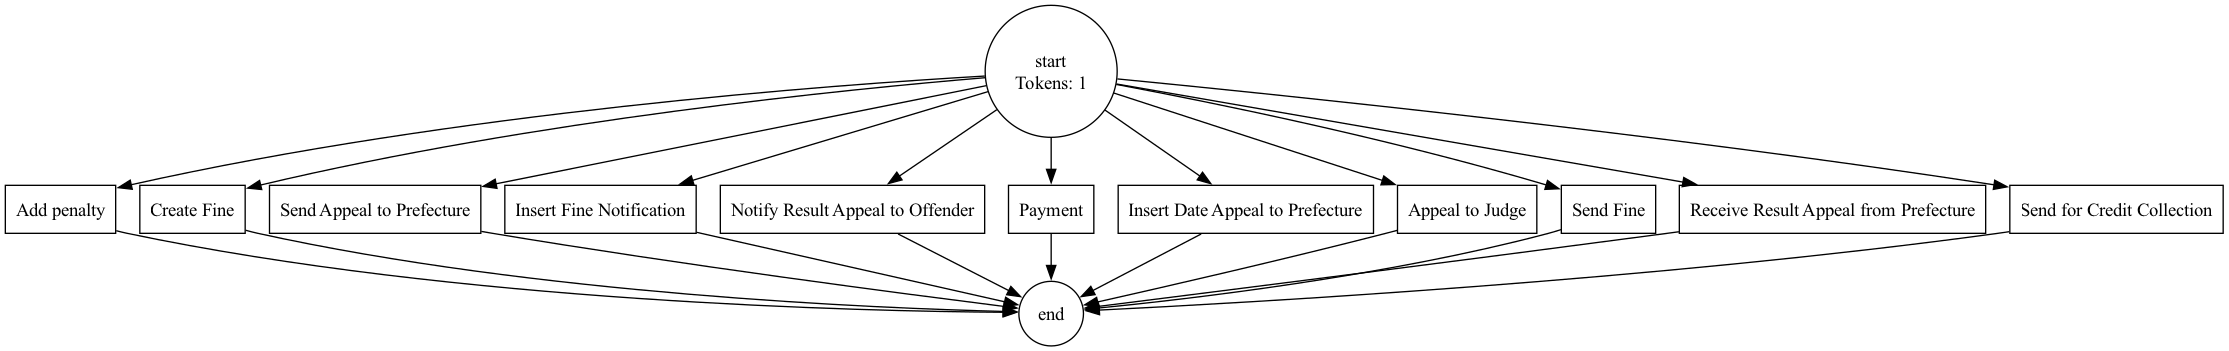 start
Tokens: 1
Add penalty
Create Fine
Send Appeal to Prefecture
Insert Fine Notification
Notify Result Appeal to Offender
Payment
Insert Date Appeal to Prefecture
Appeal to Judge
Send Fine
Receive Result Appeal from Prefecture
Send for Credit Collection
end